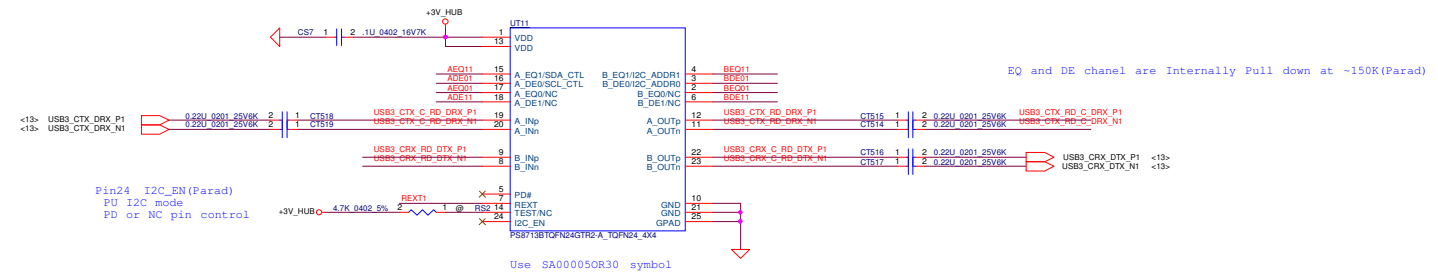 +3V_HUB
UT11
CS7 1 2 .1U_0402_16V7K
1 VDD
13 VDD
AEQ11 15 A_EQ1/SDA_CTL B_EQ1/I2C_ADDR1 4 BEQ11
ADE01 16 A_DE0/SCL_CTL B_DE0/I2C_ADDR0 3 BDE01
AEQ01 17 A_EQ0/NC B_EQ0/NC 2 BEQ01
ADE11 18 A_DE1/NC B_DE1/NC 6 BDE11
EQ and DE chanel are Internally Pull down at ~150K(Parad)
<13> USB3_CTX_DRX_P1 0.22U_0201_25V6K 2 1 CT518 USB3_CTX_C_RD_DRX_P1 19 A_INp A_OUTp 12 USB3_CTX_RD_DRX_P1 CT515 1 2 0.22U_0201_25V6K USB3_CTX_RD_C_DRX_P1
<13> USB3_CTX_DRX_N1 0.22U_0201_25V6K 2 1 CT519 USB3_CTX_C_RD_DRX_N1 20 A_INn A_OUTn 11 USB3_CTX_RD_DRX_N1 CT514 1 2 0.22U_0201_25V6K USB3_CTX_RD_C_DRX_N1
USB3_CRX_RD_DTX_P1 9 B_INp B_OUTp 22 USB3_CRX_C_RD_DTX_P1 CT516 1 2 0.22U_0201_25V6K USB3_CRX_DTX_P1 <13>
USB3_CRX_RD_DTX_N1 8 B_INn B_OUTn 23 USB3_CRX_C_RD_DTX_N1 CT517 1 2 0.22U_0201_25V6K USB3_CRX_DTX_N1 <13>
Pin24 I2C_EN(Parad)
PU I2C mode
PD or NC pin control
5 PD#
REXT1 7 REXT GND 10
+3V_HUB 4.7K_0402_5% 2 1 @ RS2 14 TEST/NC GND 21
24 I2C_EN GPAD 25
PS8713BTQFN24GTR2-A_TQFN24_4X4
Use SA00005OR30 symbol